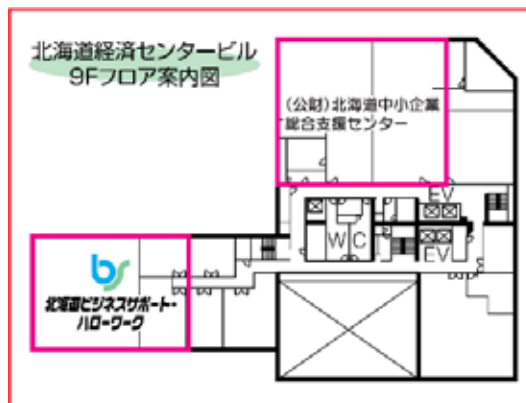 北海道経済センタービル
9Fフロア案内図
(公財)北海道中小企業
総合支援センター
EV
WC
EV
bs
北海道ビジネスサポート・
ハローワーク